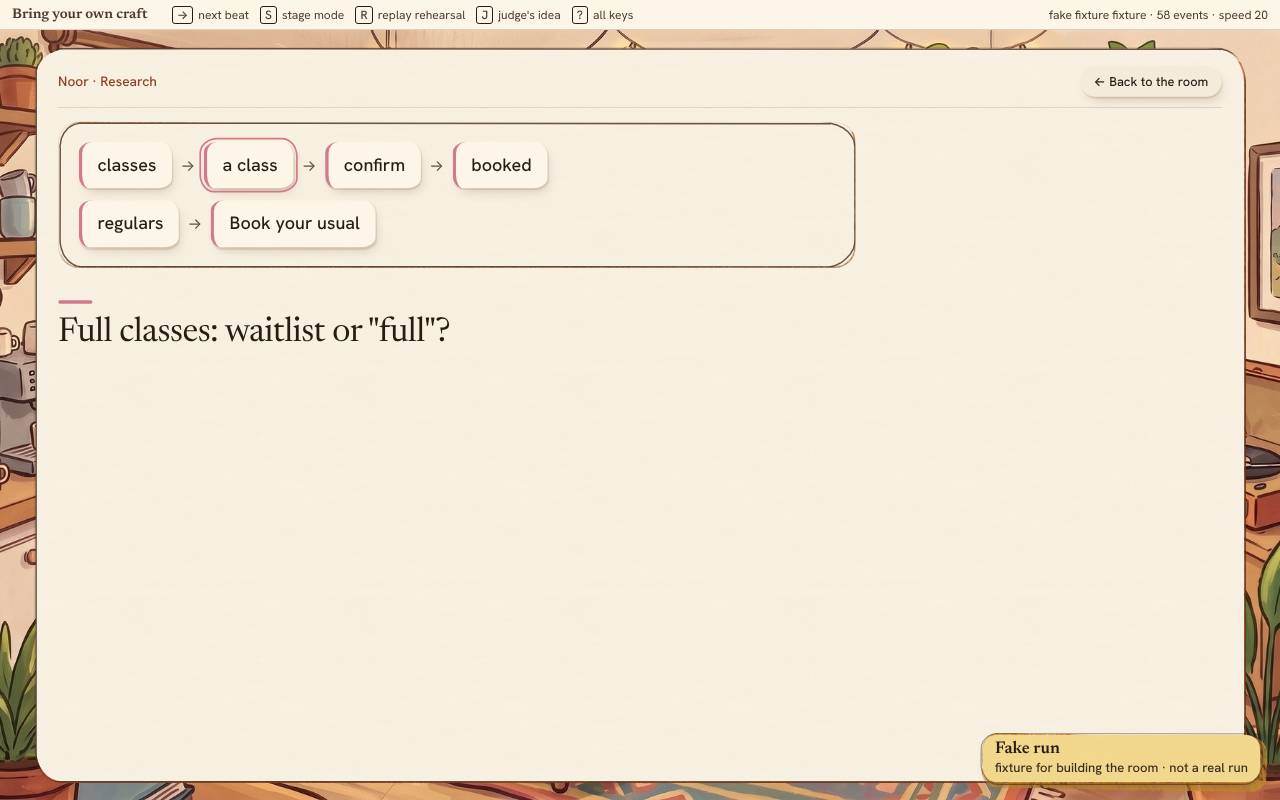 Bring your own craft → next beat S stage mode R replay rehearsal J judge's idea ? all keys fake fixture fixture · 58 events · speed 20
Noor · Research ← Back to the room
classes → a class → confirm → booked
regulars → Book your usual
Full classes: waitlist or "full"?
Fake run
fixture for building the room · not a real run